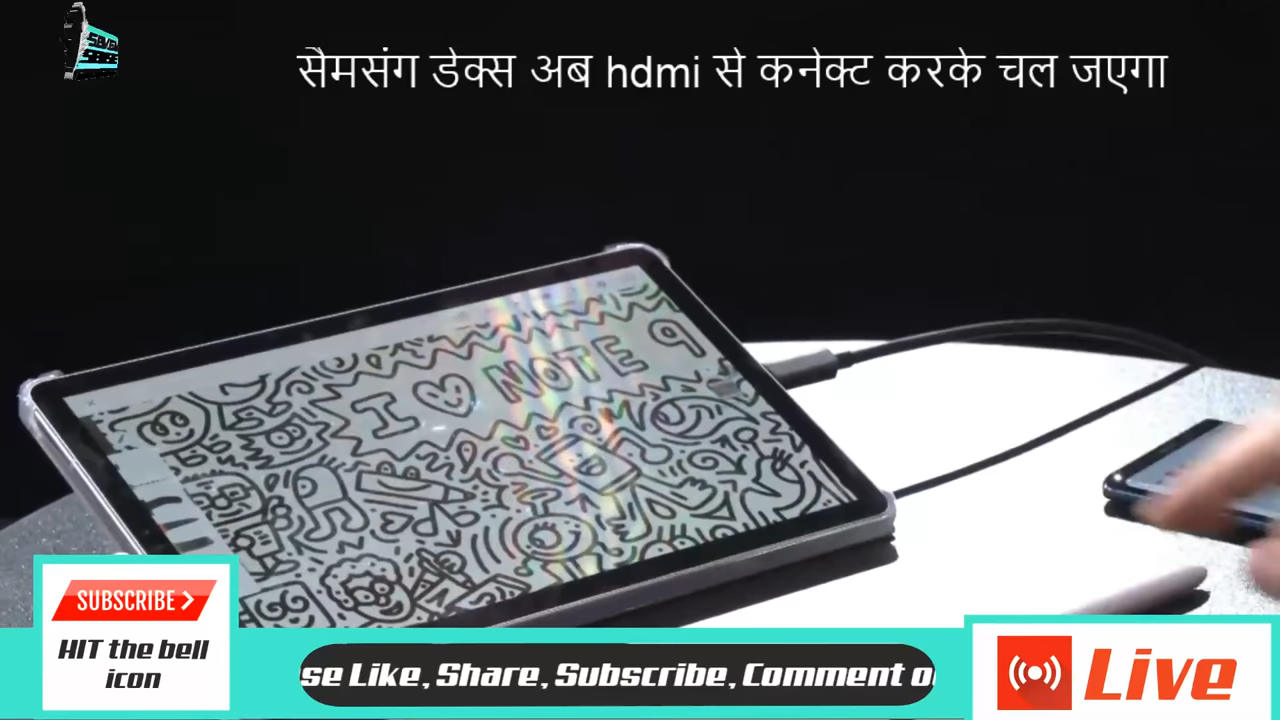 SEVEN
सैमसंग डेक्स अब hdmi से कनेक्ट करके चल जएगा
I NOTE 9
SUBSCRIBE
HIT the bell
icon
se Like, Share, Subscribe, Comment o
Live